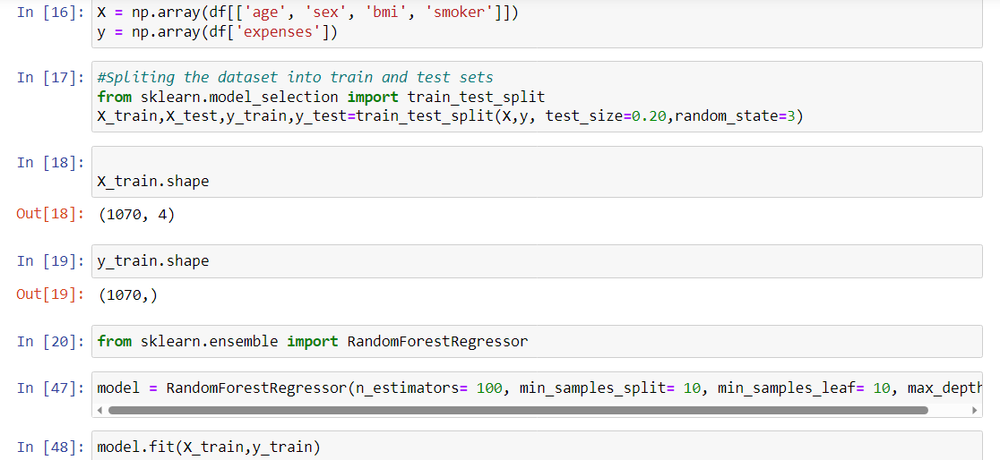 In [16]: X = np.array(df[['age', 'sex', 'bmi', 'smoker']])
y = np.array(df['expenses'])
In [17]: #Spliting the dataset into train and test sets
from sklearn.model_selection import train_test_split
X_train,X_test,y_train,y_test=train_test_split(X,y, test_size=0.20,random_state=3)
In [18]:
X_train.shape
Out[18]: (1070, 4)
In [19]: y_train.shape
Out[19]: (1070,)
In [20]: from sklearn.ensemble import RandomForestRegressor
In [47]: model = RandomForestRegressor(n_estimators= 100, min_samples_split= 10, min_samples_leaf= 10, max_depth
In [48]: model.fit(X_train,y_train)